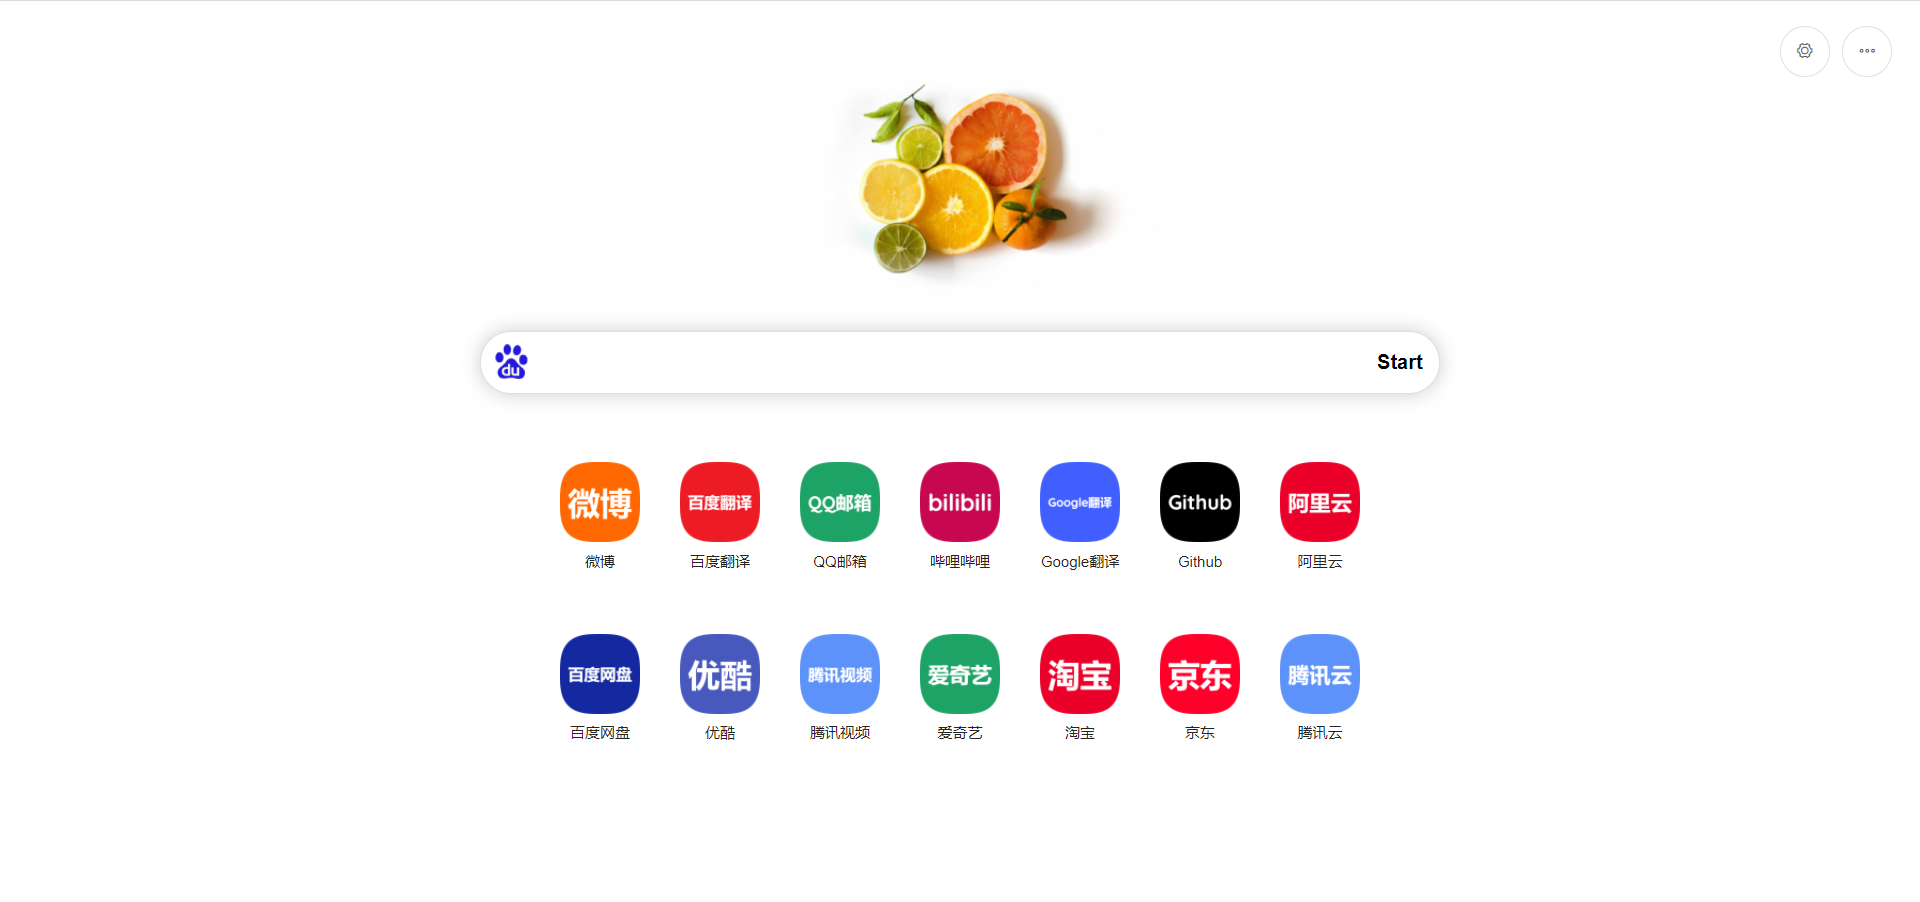 du Start
微博 百度翻译 QQ邮箱 bilibili Google翻译 Github 阿里云
微博 百度翻译 QQ邮箱 哔哩哔哩 Google翻译 Github 阿里云
百度网盘 优酷 腾讯视频 爱奇艺 淘宝 京东 腾讯云
百度网盘 优酷 腾讯视频 爱奇艺 淘宝 京东 腾讯云